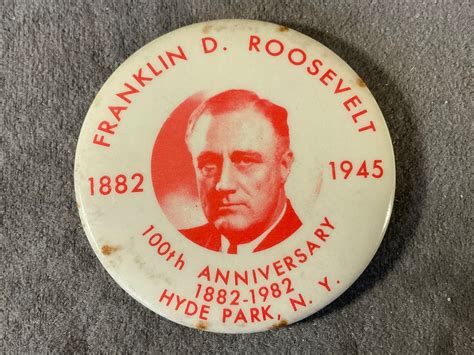 FRANKLIN D. ROOSEVELT
1882
1945
100th ANNIVERSARY
1882-1982
HYDE PARK, N. Y.